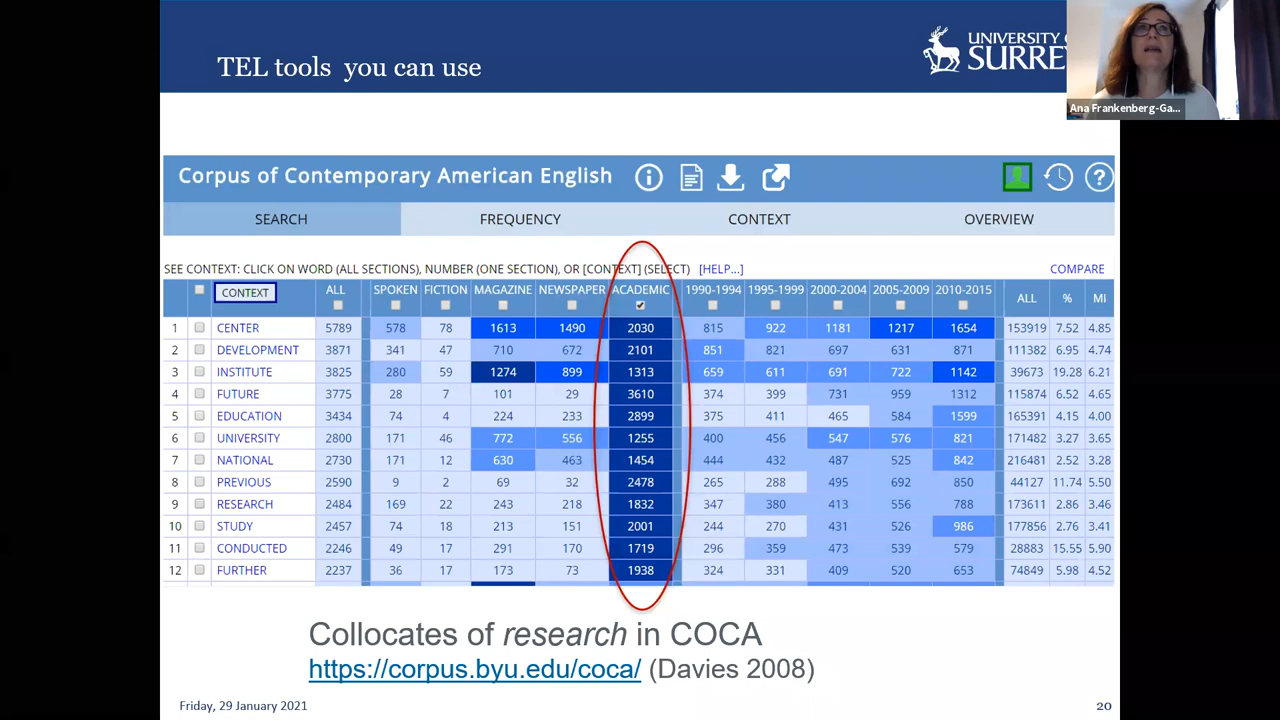 TEL tools you can use
UNIVERSITY O
SURRE
Ana Frankenberg-Ga...
Corpus of Contemporary American English
SEARCH FREQUENCY CONTEXT OVERVIEW
SEE CONTEXT: CLICK ON WORD (ALL SECTIONS), NUMBER (ONE SECTION), OR [CONTEXT] (SELECT) [HELP...] COMPARE
CONTEXT ALL SPOKEN FICTION MAGAZINE NEWSPAPER ACADEMIC 1990-1994 1995-1999 2000-2004 2005-2009 2010-2015 ALL % MI
1 CENTER 5789 578 78 1613 1490 2030 815 922 1181 1217 1654 153919 7.52 4.85
2 DEVELOPMENT 3871 341 47 710 672 2101 851 821 697 631 871 111382 6.95 4.74
3 INSTITUTE 3825 280 59 1274 899 1313 659 611 691 722 1142 39673 19.28 6.21
4 FUTURE 3775 28 7 101 29 3610 374 399 731 959 1312 115874 6.52 4.65
5 EDUCATION 3434 74 4 224 233 2899 375 411 465 584 1599 165391 4.15 4.00
6 UNIVERSITY 2800 171 46 772 556 1255 400 456 547 576 821 171482 3.27 3.65
7 NATIONAL 2730 171 12 630 463 1454 444 432 487 525 842 216481 2.52 3.28
8 PREVIOUS 2590 9 2 69 32 2478 265 288 495 692 850 44127 11.74 5.50
9 RESEARCH 2484 169 22 243 218 1832 347 380 413 556 788 173611 2.86 3.46
10 STUDY 2457 74 18 213 151 2001 244 270 431 526 986 177856 2.76 3.41
11 CONDUCTED 2246 49 17 291 170 1719 296 359 473 539 579 28883 15.55 5.90
12 FURTHER 2237 36 17 173 73 1938 324 331 409 520 653 74849 5.98 4.52
Collocates of research in COCA
https://corpus.byu.edu/coca/ (Davies 2008)
Friday, 29 January 2021 20